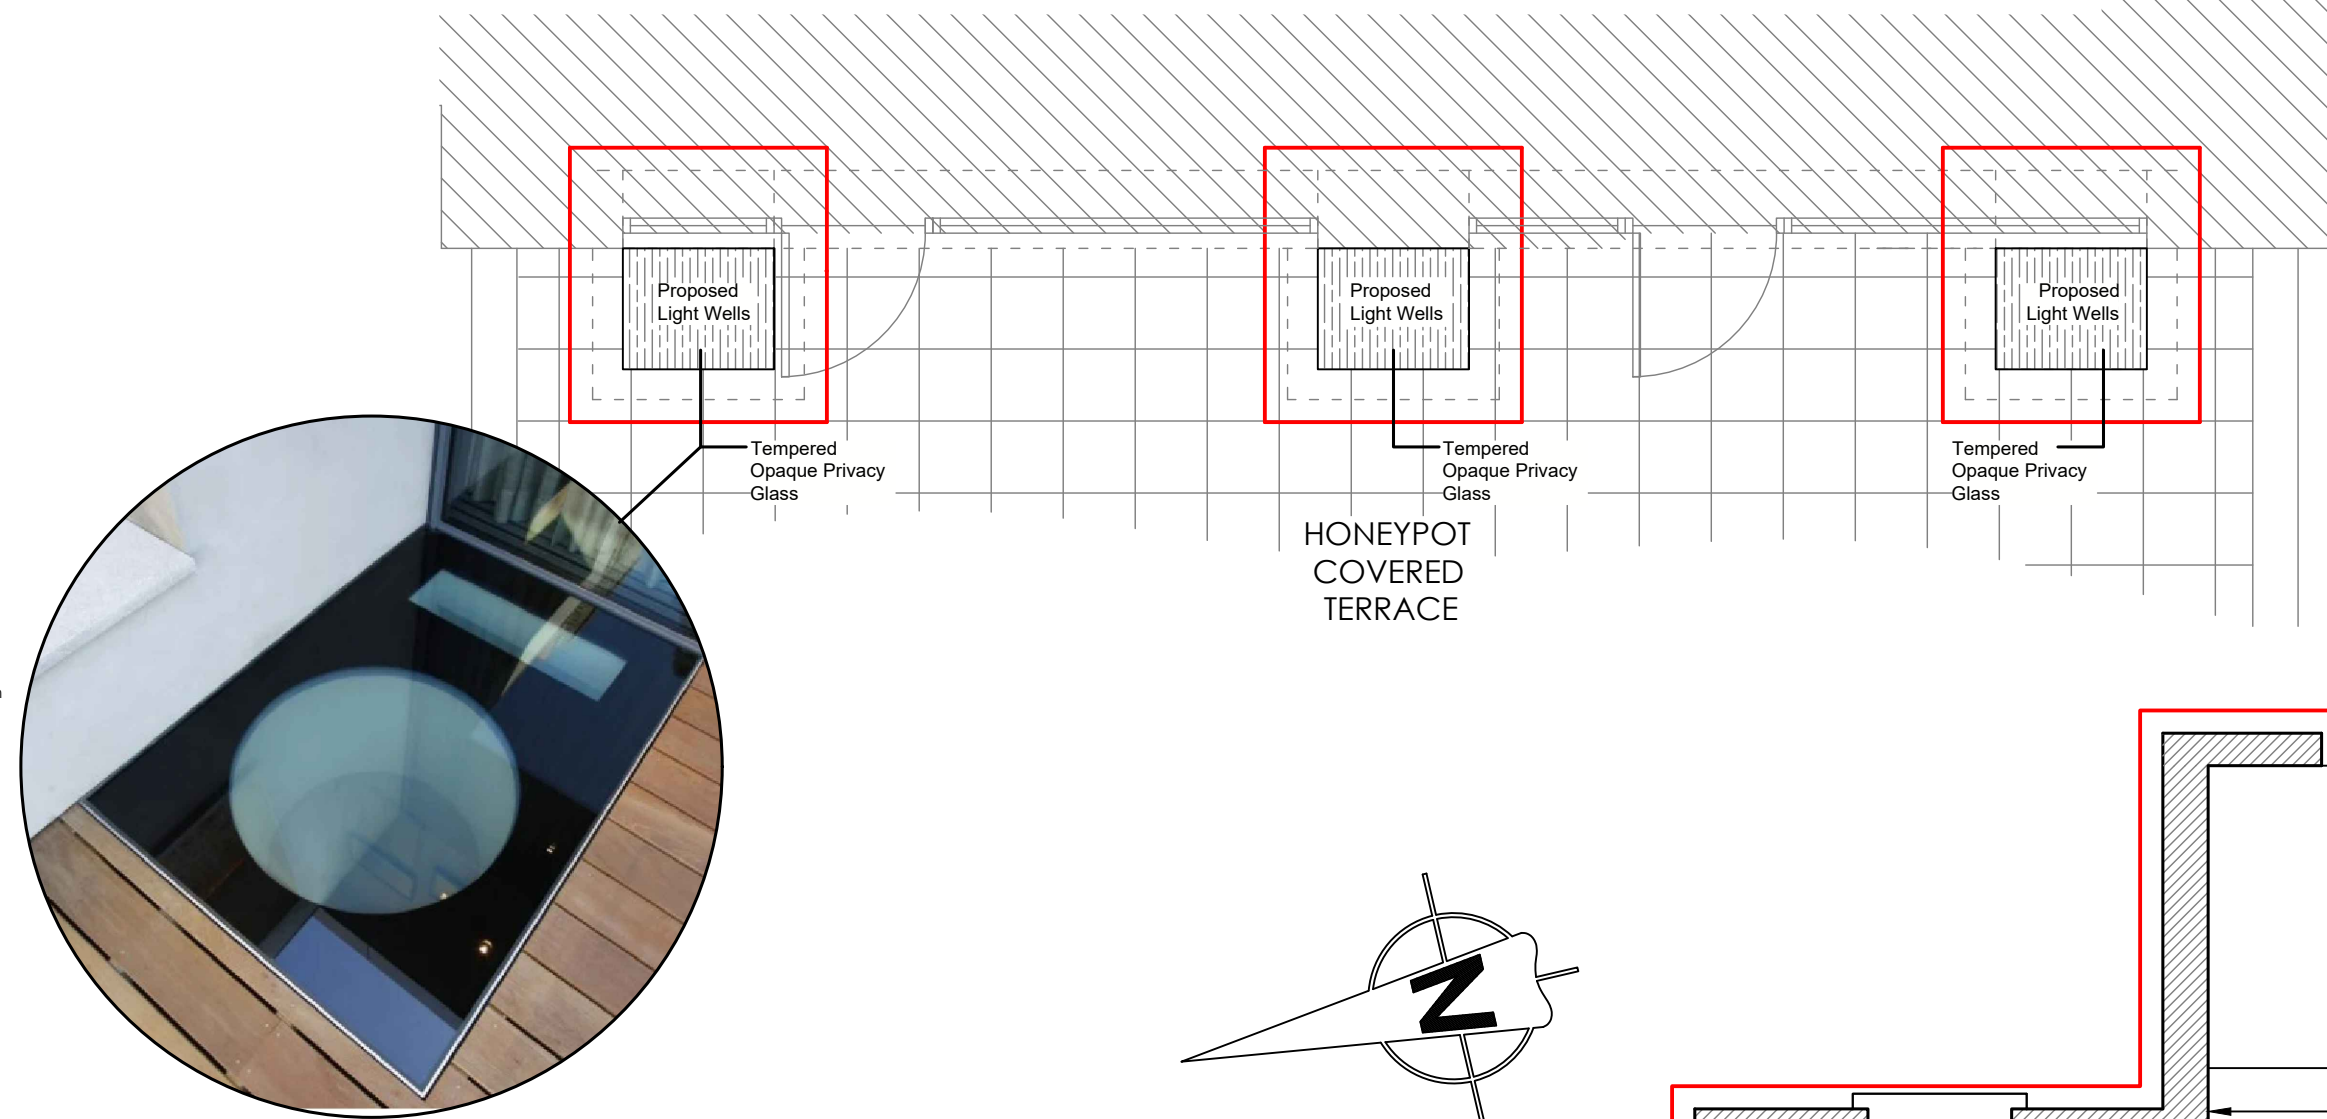 Proposed
Light Wells
Proposed
Light Wells
Proposed
Light Wells
Tempered
Opaque Privacy
Glass
Tempered
Opaque Privacy
Glass
Tempered
Opaque Privacy
Glass
HONEYPOT
COVERED
TERRACE
N